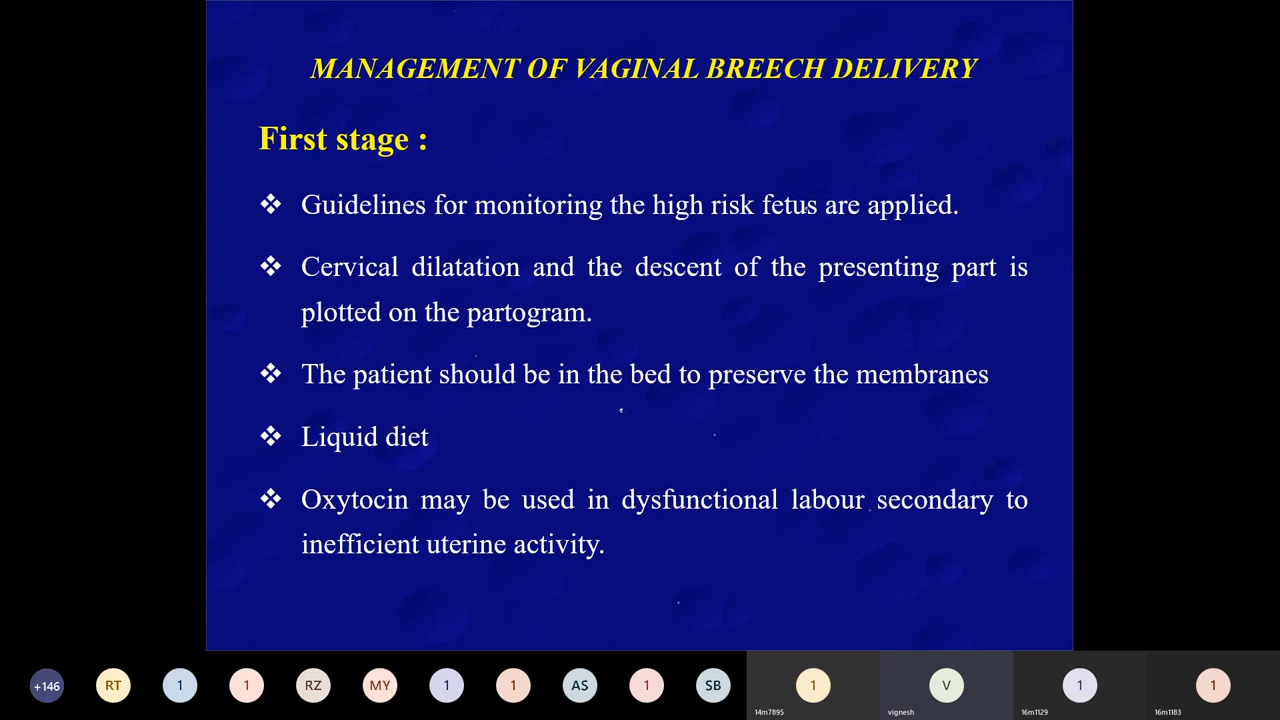 MANAGEMENT OF VAGINAL BREECH DELIVERY
First stage :
❖ Guidelines for monitoring the high risk fetus are applied.
❖ Cervical dilatation and the descent of the presenting part is
plotted on the partogram.
❖ The patient should be in the bed to preserve the membranes
❖ Liquid diet
❖ Oxytocin may be used in dysfunctional labour secondary to
inefficient uterine activity.
+146 RT 1 1 RZ MY 1 1 AS 1 SB 1 V 1 1
14m7895 vignesh 16m1129 16m1183